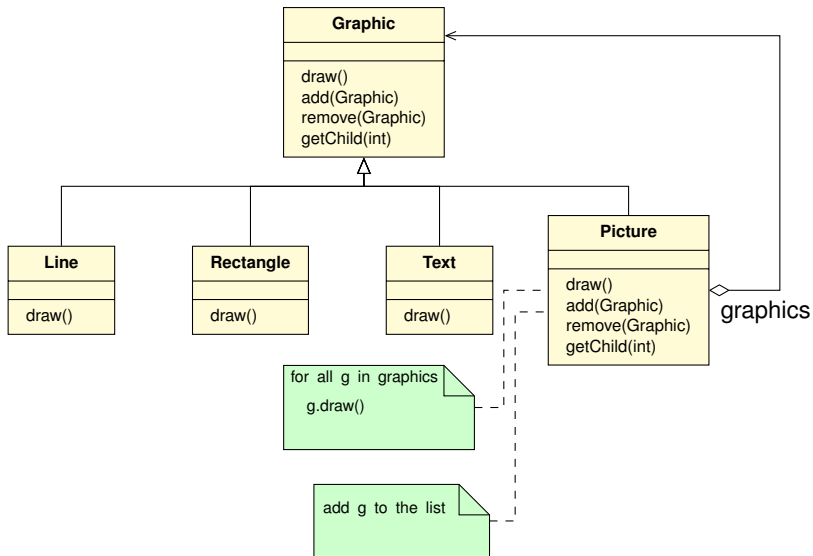 Graphic
draw()
add(Graphic)
remove(Graphic)
getChild(int)
Line
draw()
Rectangle
draw()
Text
draw()
Picture
draw()
add(Graphic)
remove(Graphic)
getChild(int)
graphics
for all g in graphics
g.draw()
add g to the list